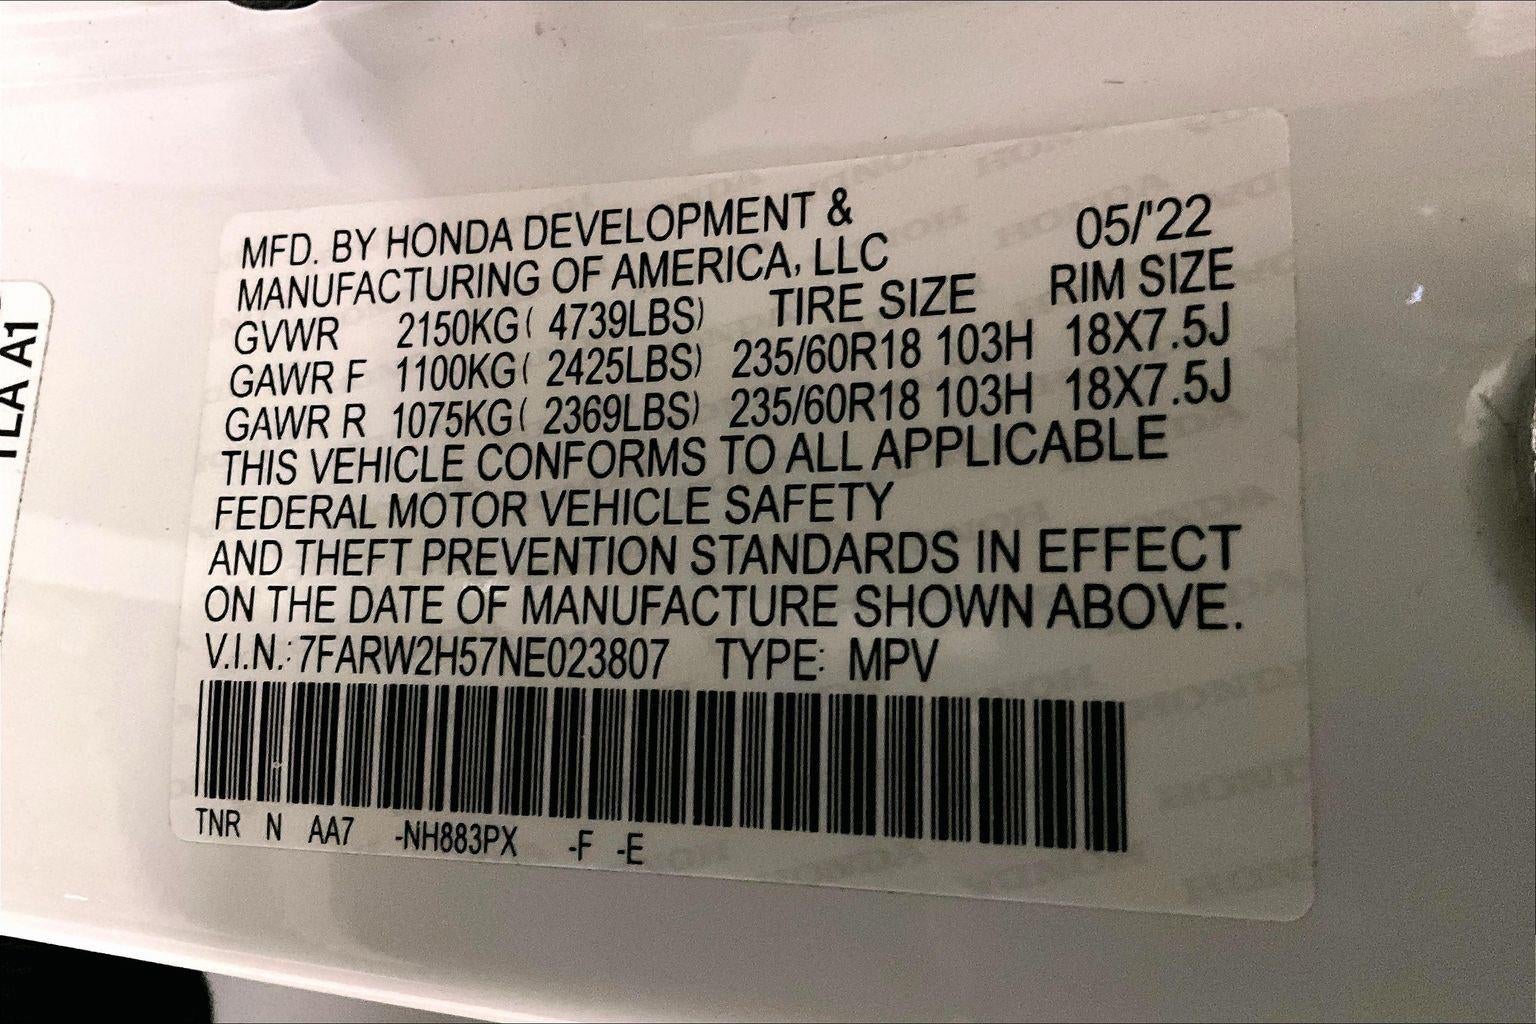 MFD. BY HONDA DEVELOPMENT &
MANUFACTURING OF AMERICA, LLC 05/'22
GVWR 2150KG( 4739LBS) TIRE SIZE RIM SIZE
GAWR F 1100KG( 2425LBS) 235/60R18 103H 18X7.5J
GAWR R 1075KG( 2369LBS) 235/60R18 103H 18X7.5J
THIS VEHICLE CONFORMS TO ALL APPLICABLE
FEDERAL MOTOR VEHICLE SAFETY
AND THEFT PREVENTION STANDARDS IN EFFECT
ON THE DATE OF MANUFACTURE SHOWN ABOVE.
V.I.N.: 7FARW2H57NE023807 TYPE: MPV
TNR N AA7 -NH883PX -F -E
TLA A1